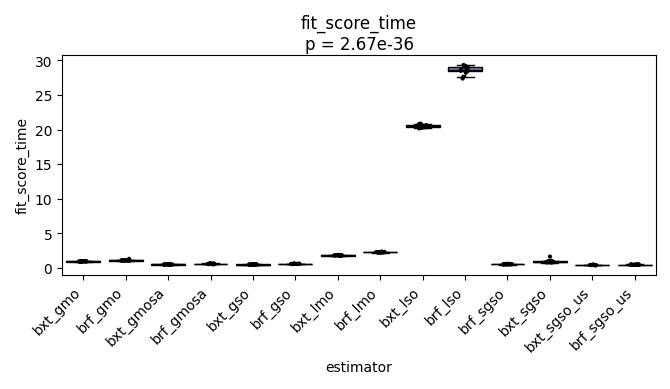 fit_score_time
p = 2.67e-36
fit_score_time
30
25
20
15
10
5
0
bxt_gmo
brf_gmo
bxt_gmosa
brf_gmosa
bxt_gso
brf_gso
bxt_lmo
brf_lmo
bxt_lso
brf_lso
brf_sgso
bxt_sgso
bxt_sgso_us
brf_sgso_us
estimator